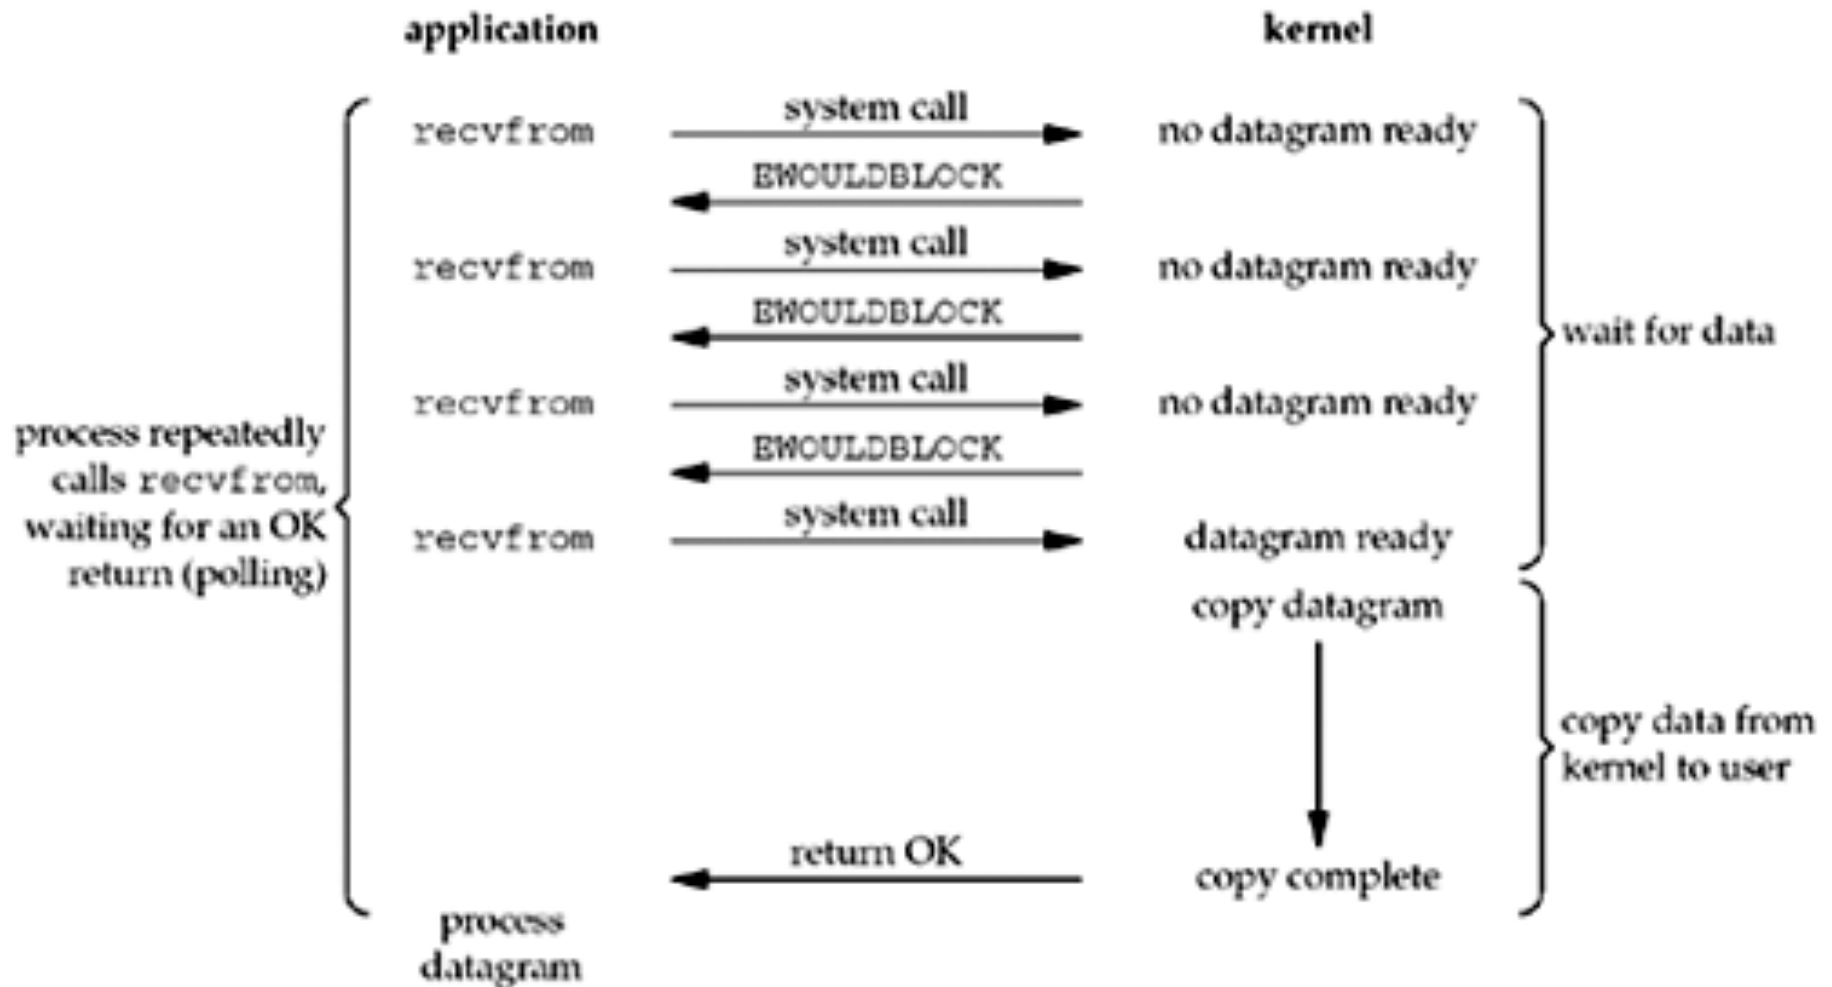 application
kernel
recvfrom
system call
no datagram ready
EWOULDBLOCK
recvfrom
system call
no datagram ready
EWOULDBLOCK
wait for data
recvfrom
system call
no datagram ready
EWOULDBLOCK
process repeatedly
calls recvfrom,
waiting for an OK
return (polling)
recvfrom
system call
datagram ready
copy datagram
copy data from
kernel to user
return OK
copy complete
process
datagram